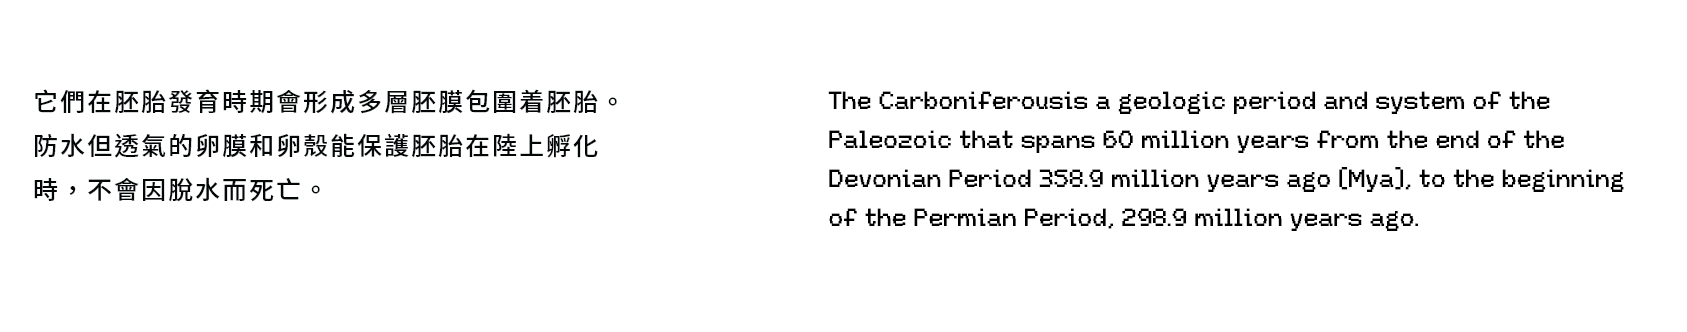 它們在胚胎發育時期會形成多層胚膜包圍着胚胎。
防水但透氣的卵膜和卵殼能保護胚胎在陸上孵化
時，不會因脫水而死亡。
The Carboniferousis a geologic period and system of the
Paleozoic that spans 60 million years from the end of the
Devonian Period 358.9 million years ago (Mya), to the beginning
of the Permian Period, 298.9 million years ago.